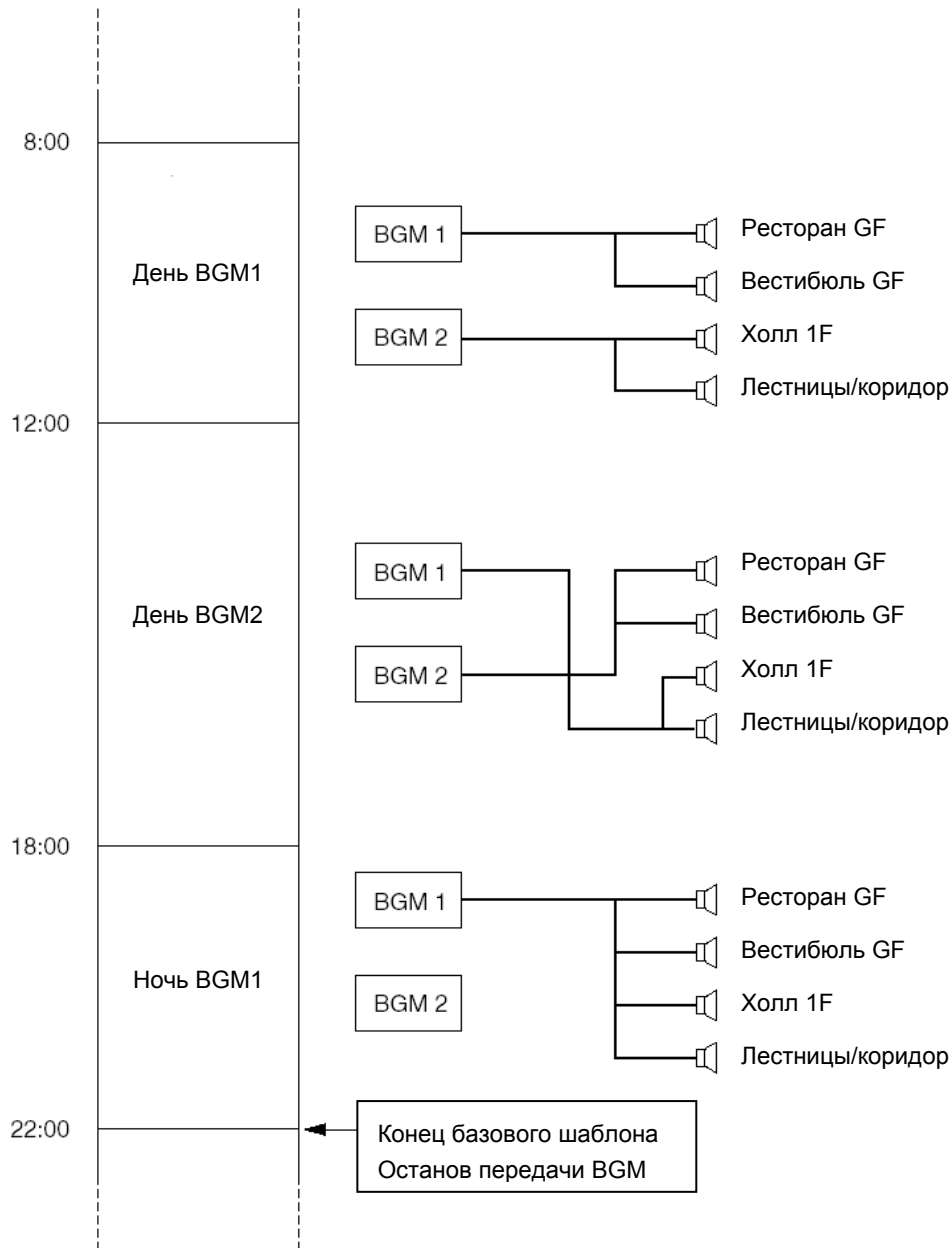 8:00
День BGM1
BGM 1
Ресторан GF
Вестибюль GF
BGM 2
Холл 1F
Лестницы/коридор
12:00
День BGM2
BGM 1
Ресторан GF
Вестибюль GF
BGM 2
Холл 1F
Лестницы/коридор
18:00
Ночь BGM1
BGM 1
Ресторан GF
Вестибюль GF
BGM 2
Холл 1F
Лестницы/коридор
22:00
Конец базового шаблона
Останов передачи BGM